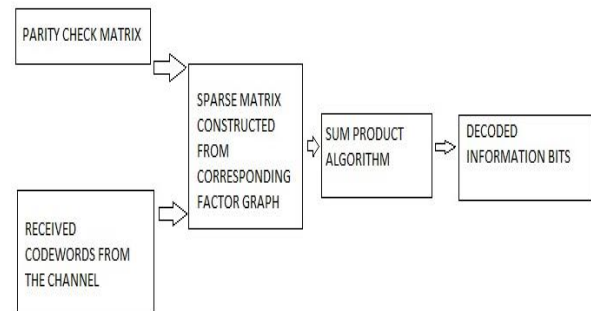 PARITY CHECK MATRIX
RECEIVED
CODEWORDS FROM
THE CHANNEL
SPARSE MATRIX
CONSTRUCTED
FROM
CORRESPONDING
FACTOR GRAPH
SUM PRODUCT
ALGORITHM
DECODED
INFORMATION BITS